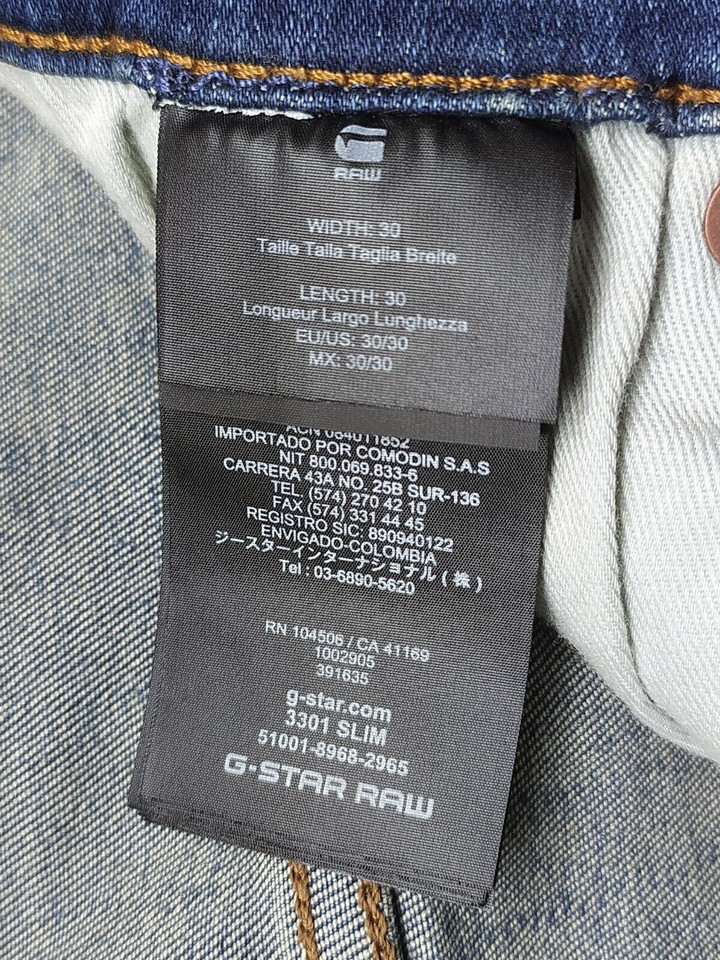 RAW
WIDTH: 30
Taille Talla Taglia Breite
LENGTH: 30
Longueur Largo Lunghezza
EU/US: 30/30
MX: 30/30
ACN 084011852
IMPORTADO POR COMODIN S.A.S
NIT 800.069.833-6
CARRERA 43A NO. 25B SUR-136
TEL. (574) 270 42 10
FAX (574) 331 44 45
REGISTRO SIC: 890940122
ENVIGADO-COLOMBIA
ジースターインターナショナル(株)
Tel : 03-6890-5620
RN 104506 / CA 41169
1002905
391635
g-star.com
3301 SLIM
51001-8968-2965
G-STAR RAW